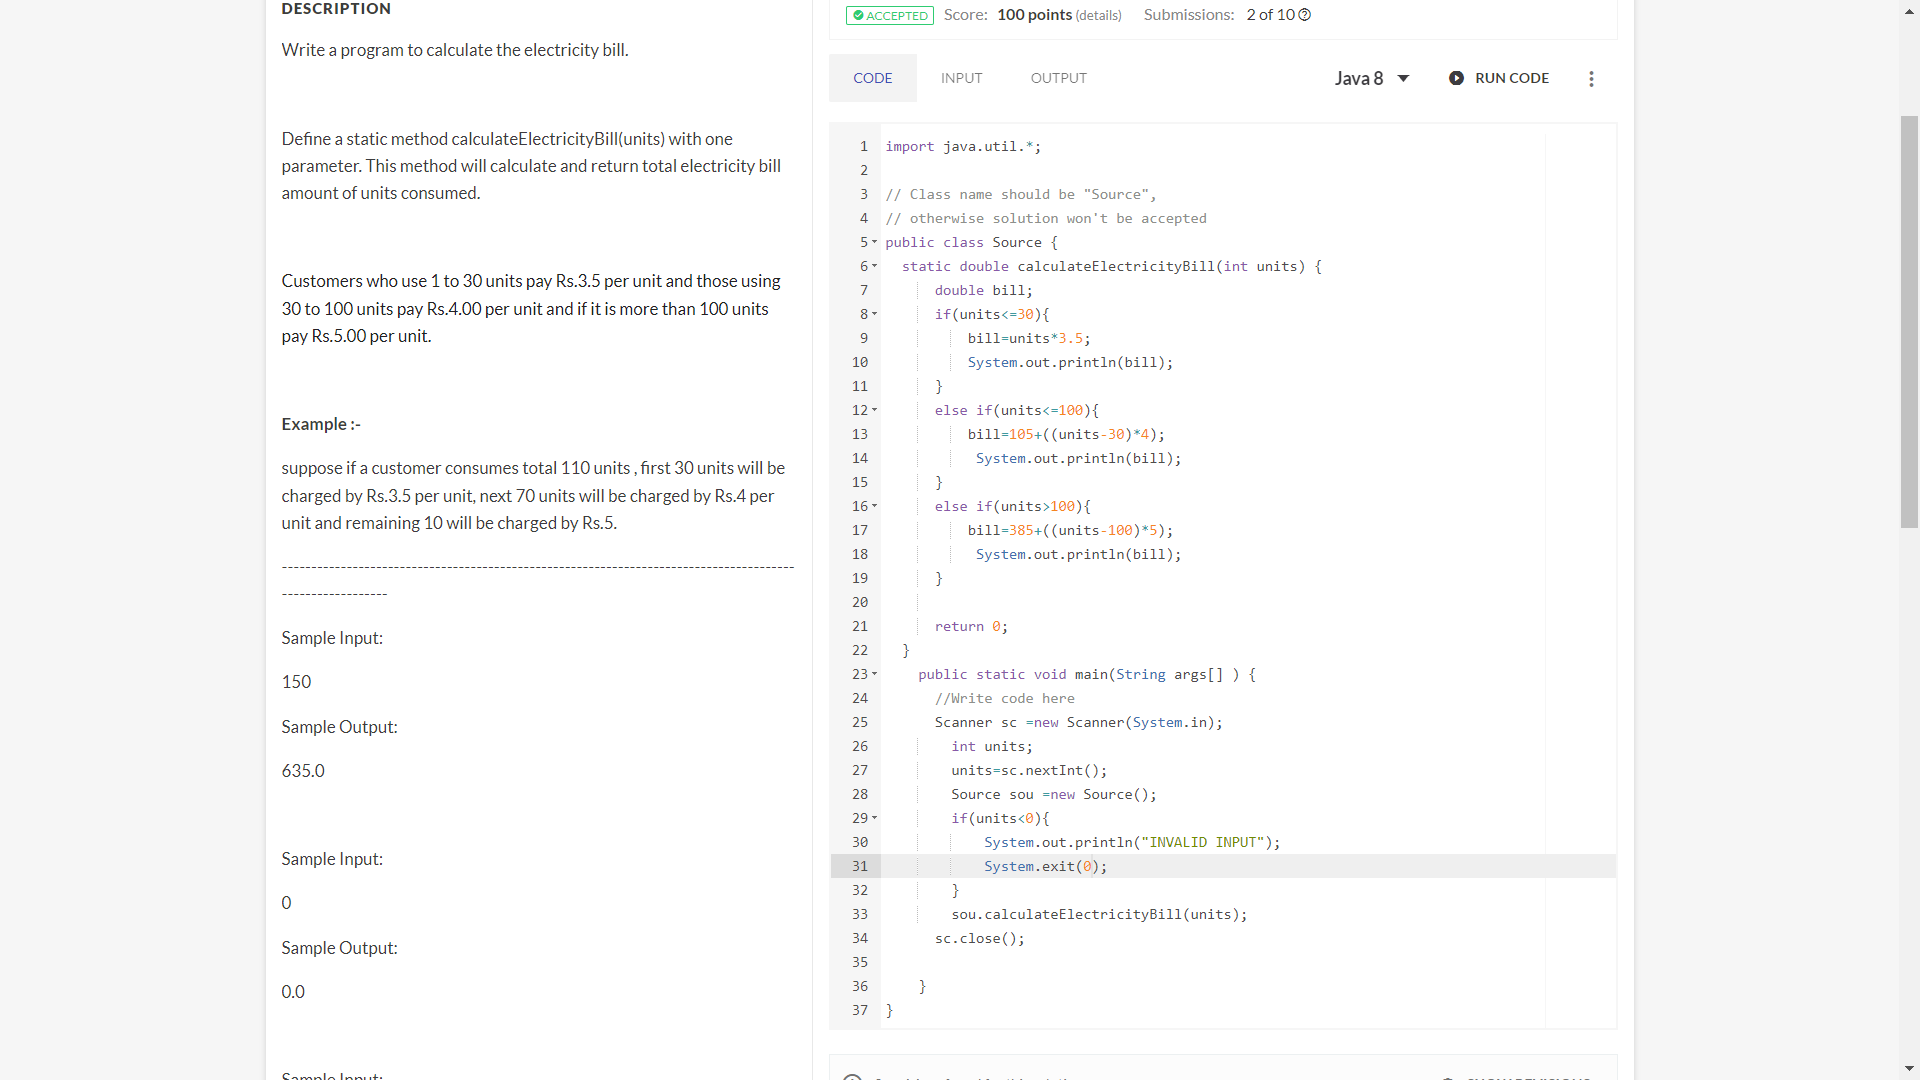 DESCRIPTION
Write a program to calculate the electricity bill.
Define a static method calculateElectricityBill(units) with one
parameter. This method will calculate and return total electricity bill
amount of units consumed.
Customers who use 1 to 30 units pay Rs.3.5 per unit and those using
30 to 100 units pay Rs.4.00 per unit and if it is more than 100 units
pay Rs.5.00 per unit.
Example :-
suppose if a customer consumes total 110 units , first 30 units will be
charged by Rs.3.5 per unit, next 70 units will be charged by Rs.4 per
unit and remaining 10 will be charged by Rs.5.
----------------------------------------------------------------------------------------
------------------
Sample Input:
150
Sample Output:
635.0
Sample Input:
0
Sample Output:
0.0
Sample Input:
ACCEPTED Score: 100 points (details) Submissions: 2 of 10
CODE INPUT OUTPUT Java 8 RUN CODE
1 import java.util.*;
2
3 // Class name should be "Source",
4 // otherwise solution won't be accepted
5 public class Source {
6 static double calculateElectricityBill(int units) {
7 double bill;
8 if(units<=30){
9 bill=units*3.5;
10 System.out.println(bill);
11 }
12 else if(units<=100){
13 bill=105+((units-30)*4);
14 System.out.println(bill);
15 }
16 else if(units>100){
17 bill=385+((units-100)*5);
18 System.out.println(bill);
19 }
20
21 return 0;
22 }
23 public static void main(String args[] ) {
24 //Write code here
25 Scanner sc =new Scanner(System.in);
26 int units;
27 units=sc.nextInt();
28 Source sou =new Source();
29 if(units<0){
30 System.out.println("INVALID INPUT");
31 System.exit(0);
32 }
33 sou.calculateElectricityBill(units);
34 sc.close();
35
36 }
37 }